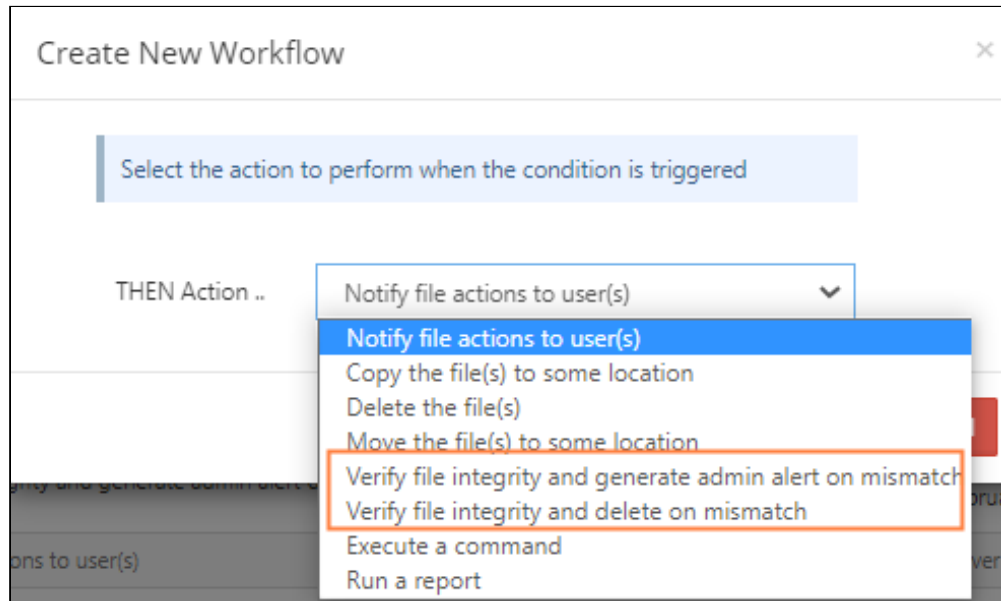 Create New Workflow ×
Select the action to perform when the condition is triggered
THEN Action ..
Notify file actions to user(s)
Notify file actions to user(s)
Copy the file(s) to some location
Delete the file(s)
Move the file(s) to some location
Verify file integrity and generate admin alert on mismatch
Verify file integrity and delete on mismatch
Execute a command
ons to user(s)
Run a report